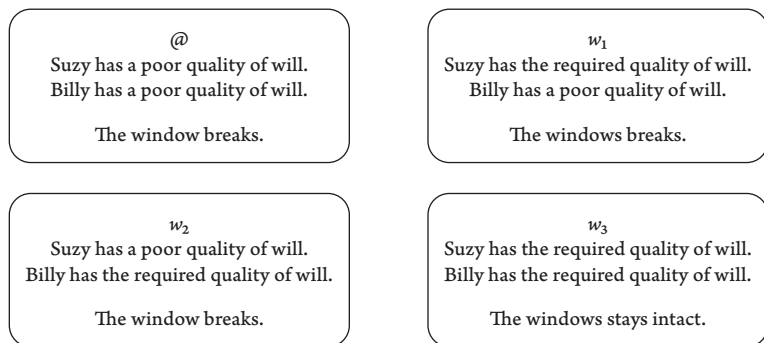 @
Suzy has a poor quality of will.
Billy has a poor quality of will.
The window breaks.
w₁
Suzy has the required quality of will.
Billy has a poor quality of will.
The windows breaks.
w₂
Suzy has a poor quality of will.
Billy has the required quality of will.
The window breaks.
w₃
Suzy has the required quality of will.
Billy has the required quality of will.
The windows stays intact.